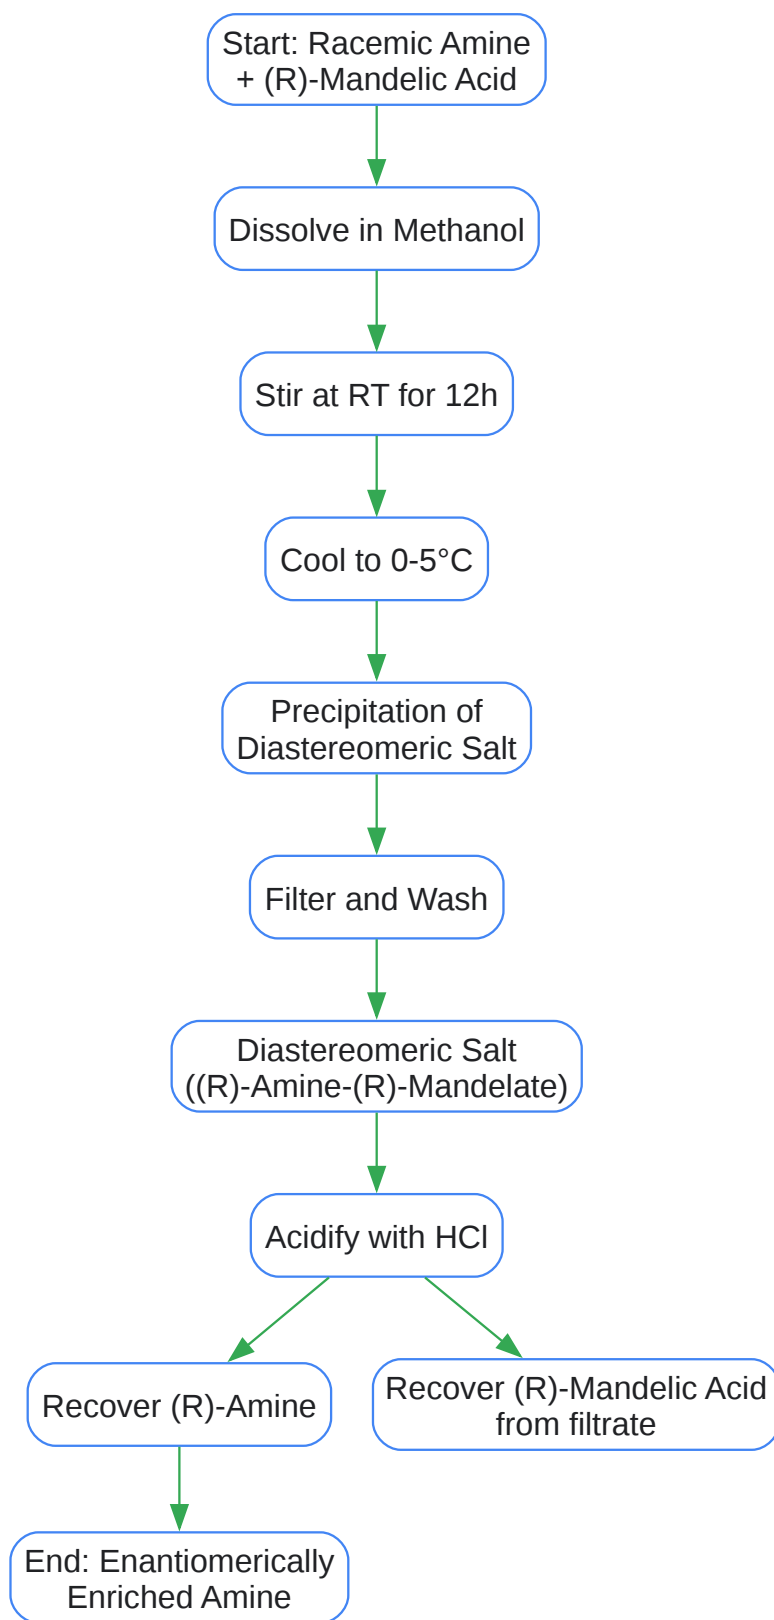 Start: Racemic Amine
+ (R)-Mandelic Acid
Dissolve in Methanol
Stir at RT for 12h
Cool to 0-5°C
Precipitation of
Diastereomeric Salt
Filter and Wash
Diastereomeric Salt
((R)-Amine-(R)-Mandelate)
Acidify with HCl
Recover (R)-Amine
Recover (R)-Mandelic Acid
from filtrate
End: Enantiomerically
Enriched Amine